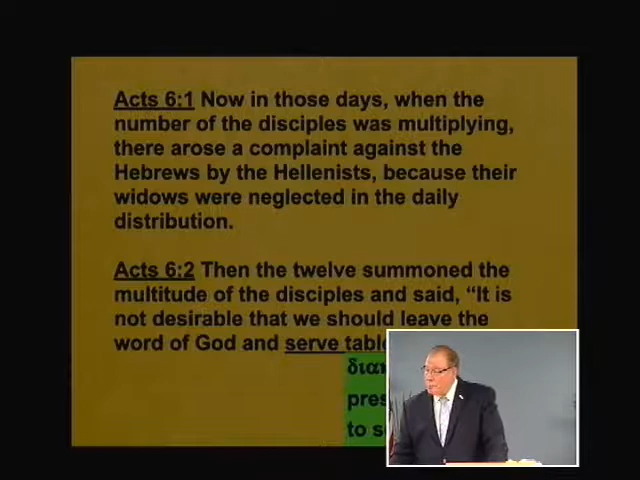 Acts 6:1 Now in those days, when the
number of the disciples was multiplying,
there arose a complaint against the
Hebrews by the Hellenists, because their
widows were neglected in the daily
distribution.
Acts 6:2 Then the twelve summoned the
multitude of the disciples and said, “It is
not desirable that we should leave the
word of God and serve
to